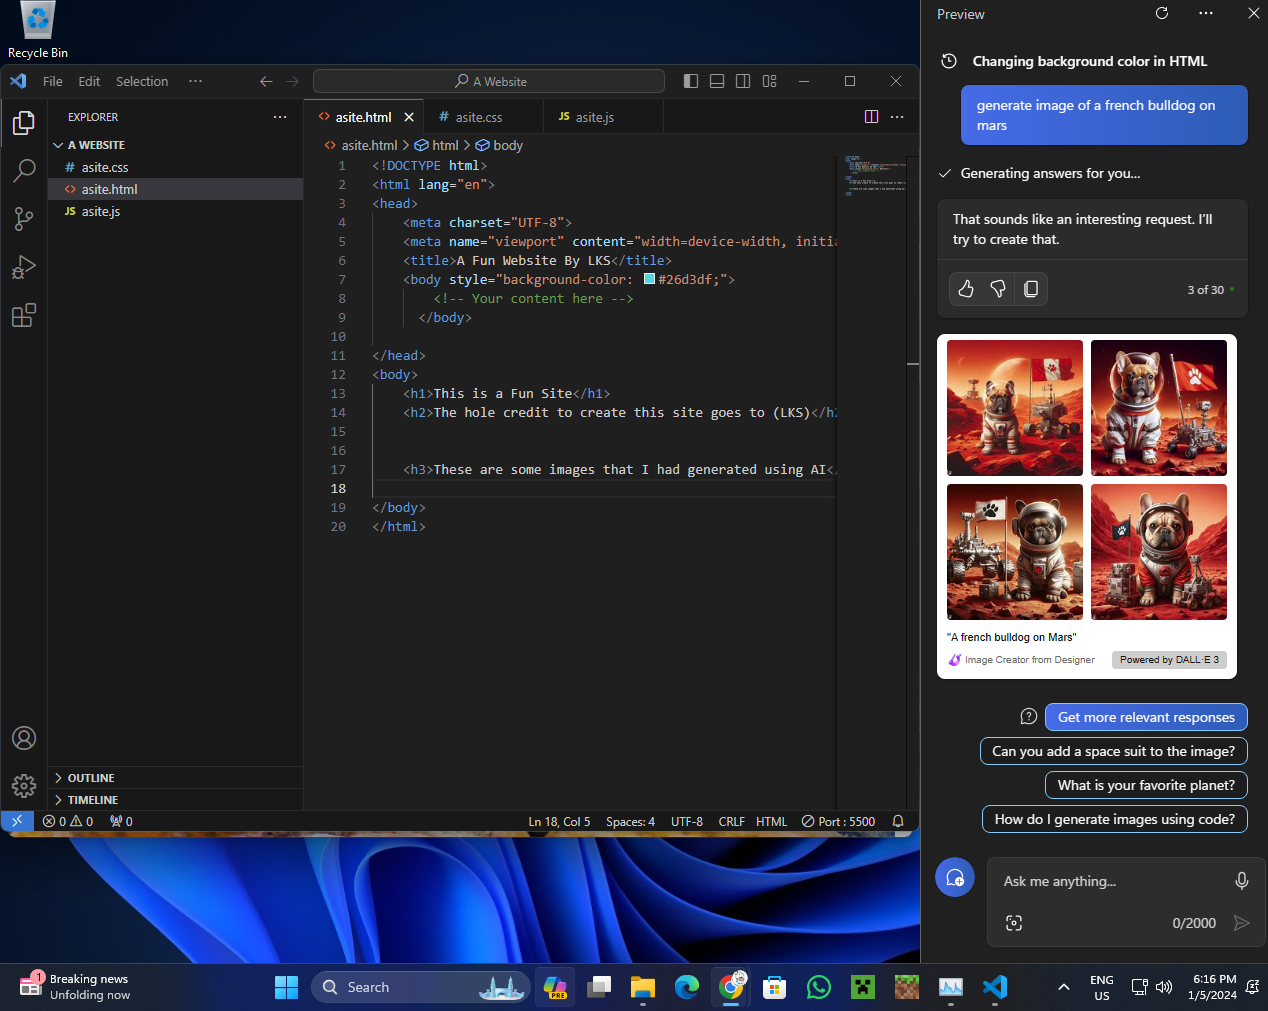 Recycle Bin
File Edit Selection ···
A Website
EXPLORER
A WEBSITE
# asite.css
<> asite.html
JS asite.js
OUTLINE
TIMELINE
<> asite.html
# asite.css
JS asite.js
<> asite.html > html > body
1 <!DOCTYPE html>
2 <html lang="en">
3 <head>
4 <meta charset="UTF-8">
5 <meta name="viewport" content="width=device-width, initia
6 <title>A Fun Website By LKS</title>
7 <body style="background-color: #26d3df;">
8 <!-- Your content here -->
9 </body>
10
11 </head>
12 <body>
13 <h1>This is a Fun Site</h1>
14 <h2>The hole credit to create this site goes to (LKS)</h2
15
16
17 <h3>These are some images that I had generated using AI</
18
19 </body>
20 </html>
0 0 0
Ln 18, Col 5 Spaces: 4 UTF-8 CRLF HTML Port : 5500
Preview
Changing background color in HTML
generate image of a french bulldog on
mars
Generating answers for you...
That sounds like an interesting request. I'll
try to create that.
3 of 30
"A french bulldog on Mars"
Image Creator from Designer
Powered by DALL·E 3
Get more relevant responses
Can you add a space suit to the image?
What is your favorite planet?
How do I generate images using code?
Ask me anything...
0/2000
1
Breaking news
Unfolding now
Search
PRE
ENG
US
6:16 PM
1/5/2024